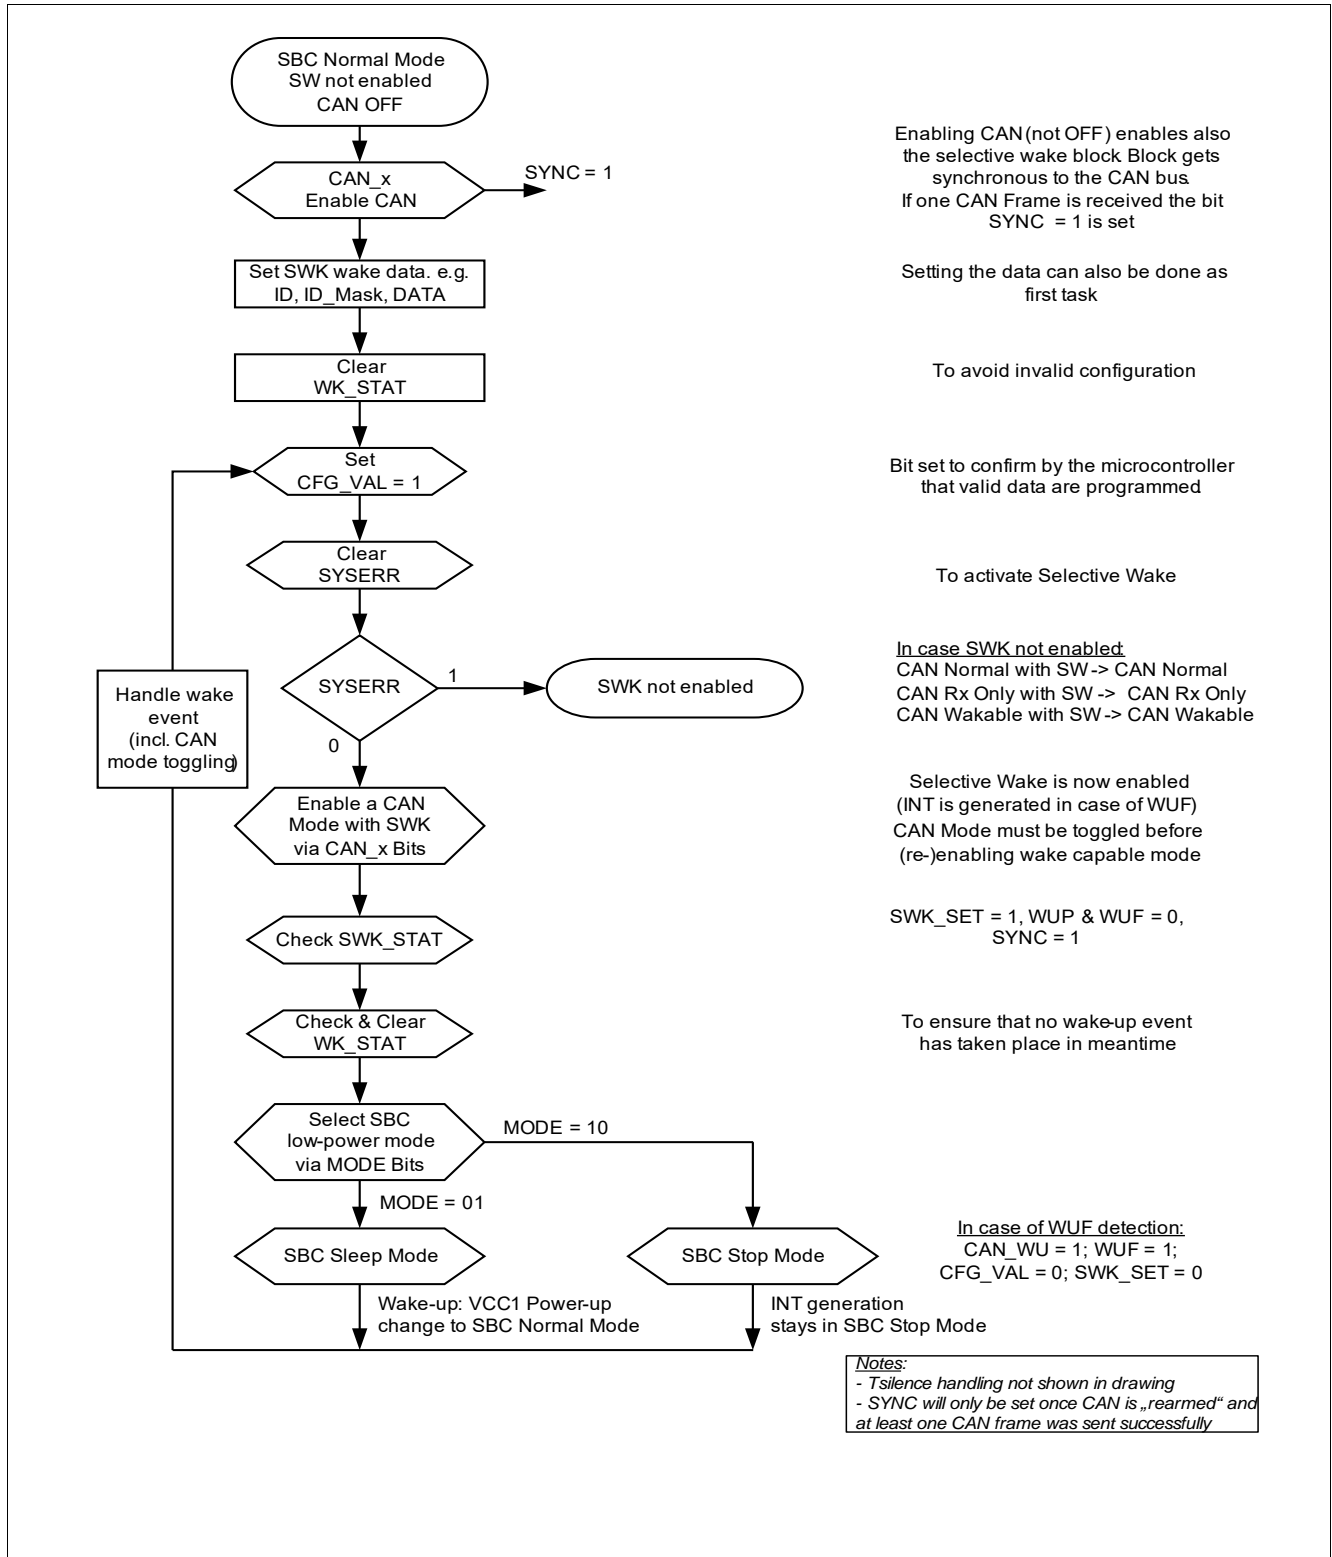 SBC Normal Mode
SW not enabled
CAN OFF
Enabling CAN (not OFF) enables also
the selective wake block. Block gets
synchronous to the CAN bus.
If one CAN Frame is received the bit
SYNC = 1 is set
CAN_x
Enable CAN
SYNC = 1
Set SWK wake data. e.g.
ID, ID_Mask, DATA
Setting the data can also be done as
first task
Clear
WK_STAT
To avoid invalid configuration
Set
CFG_VAL = 1
Bit set to confirm by the microcontroller
that valid data are programmed.
Clear
SYSERR
To activate Selective Wake
SYSERR
1
0
SWK not enabled
In case SWK not enabled:
CAN Normal with SW -> CAN Normal
CAN Rx Only with SW -> CAN Rx Only
CAN Wakable with SW -> CAN Wakable
Handle wake
event
(incl. CAN
mode toggling)
Enable a CAN
Mode with SWK
via CAN_x Bits
Selective Wake is now enabled
(INT is generated in case of WUF)
CAN Mode must be toggled before
(re-)enabling wake capable mode
Check SWK_STAT
SWK_SET = 1, WUP & WUF = 0,
SYNC = 1
Check & Clear
WK_STAT
To ensure that no wake-up event
has taken place in meantime
Select SBC
low-power mode
via MODE Bits
MODE = 10
MODE = 01
SBC Sleep Mode
SBC Stop Mode
In case of WUF detection:
CAN_WU = 1; WUF = 1;
CFG_VAL = 0; SWK_SET = 0
Wake-up: VCC1 Power-up
change to SBC Normal Mode
INT generation
stays in SBC Stop Mode
Notes:
- Tsilence handling not shown in drawing
- SYNC will only be set once CAN is „rearmed“ and
at least one CAN frame was sent successfully